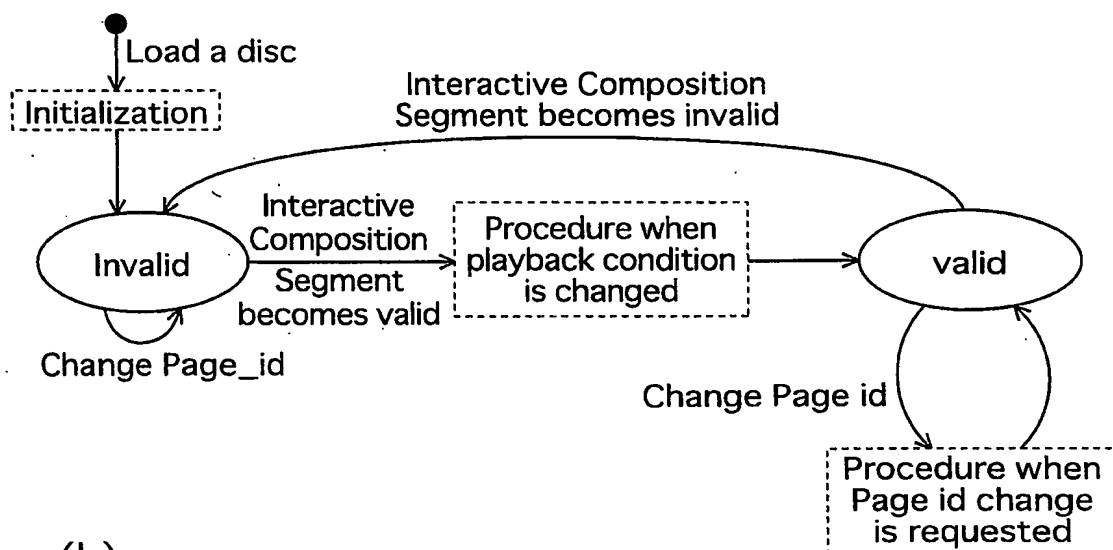 Load a disc
Initialization
Interactive Composition
Segment becomes invalid
Invalid
Interactive
Composition
Segment
becomes valid
Procedure when
playback condition
is changed
valid
Change Page_id
Change Page id
Procedure when
Page id change
is requested